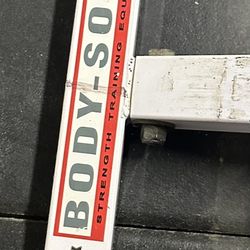 BODY-SO
STRENGTH TRAINING EQU